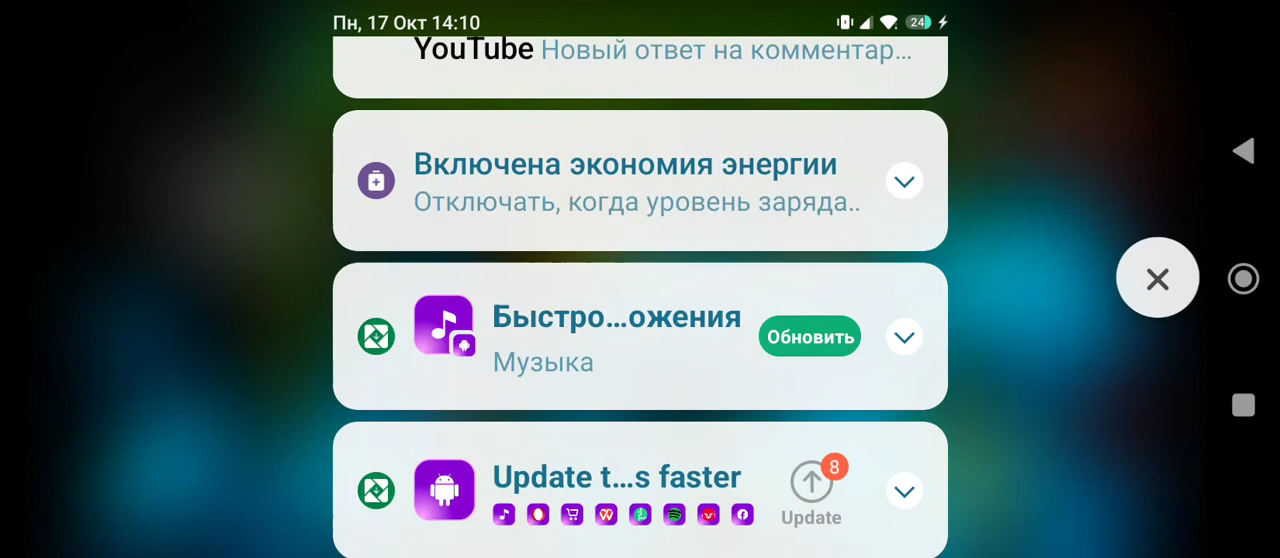 Пн, 17 Окт 14:10
24
YouTube Новый ответ на комментар...
Включена экономия энергии
Отключать, когда уровень заряда..
Быстро...ожения
Обновить
Музыка
8
Update t...s faster
Update